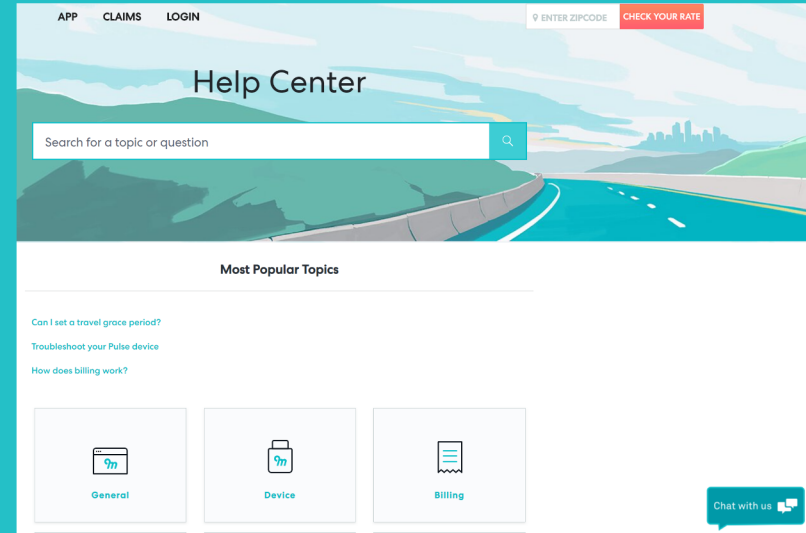 APP CLAIMS LOGIN ENTER ZIPCODE CHECK YOUR RATE
Help Center
Search for a topic or question
Most Popular Topics
Can I set a travel grace period?
Troubleshoot your Pulse device
How does billing work?
m m
General Device Billing
Chat with us